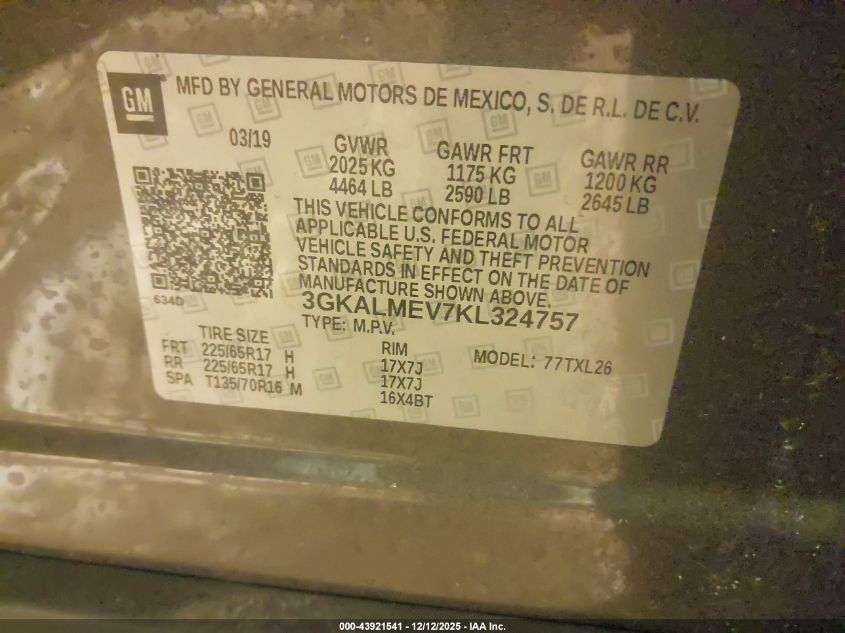 GM
MFD BY GENERAL MOTORS DE MEXICO, S. DE R.L. DE C.V.
03/19
GVWR
2025 KG
4464 LB
GAWR FRT
1175 KG
2590 LB
GAWR RR
1200 KG
2645 LB
THIS VEHICLE CONFORMS TO ALL
APPLICABLE U.S. FEDERAL MOTOR
VEHICLE SAFETY AND THEFT PREVENTION
STANDARDS IN EFFECT ON THE DATE OF
MANUFACTURE SHOWN ABOVE.
3GKALMEV7KL324757
TYPE: M.P.V.
MODEL: 77TXL26
634D
TIRE SIZE RIM
FRT 225/65R17 H 17X7J
RR 225/65R17 H 17X7J
SPA T135/70R16 M 16X4BT
000-43921541 - 12/12/2025 - IAA Inc.